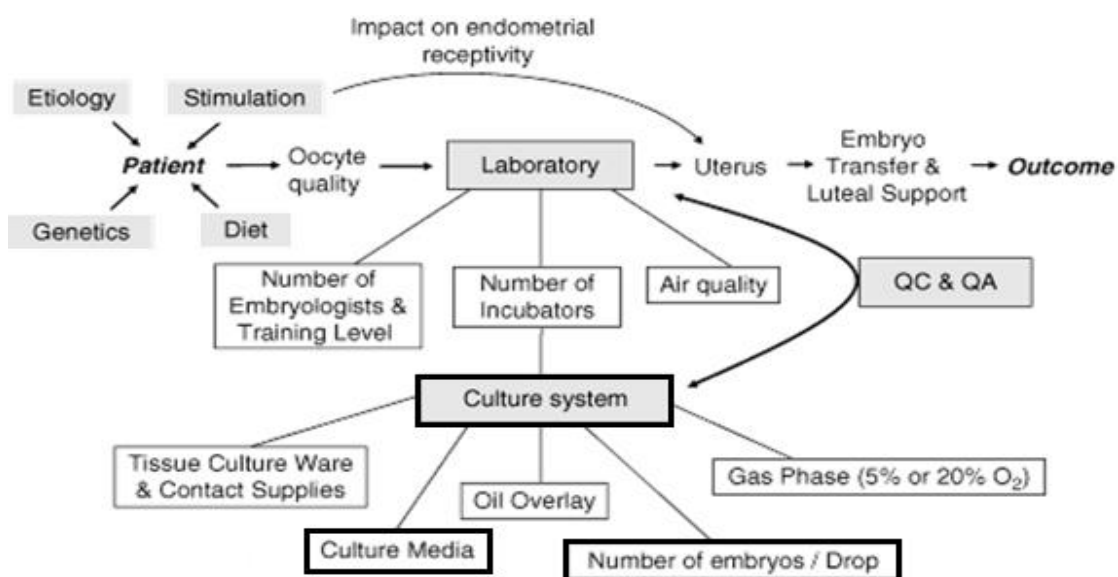 Impact on endometrial
receptivity
Etiology
Stimulation
Patient
Oocyte
quality
Laboratory
Uterus
Embryo
Transfer &
Luteal Support
Outcome
Genetics
Diet
Number of
Embryologists &
Training Level
Number of
Incubators
Air quality
QC & QA
Culture system
Tissue Culture Ware
& Contact Supplies
Culture Media
Oil Overlay
Number of embryos / Drop
Gas Phase (5% or 20% O₂)